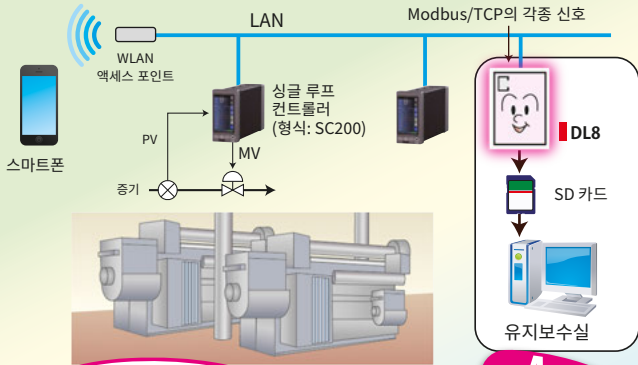 LAN
Modbus/TCP의 각종 신호
WLAN
액세스 포인트
스마트폰
싱글 루프
컨트롤러
(형식: SC200)
PV
MV
증기
C
DL8
SD 카드
유지보수실